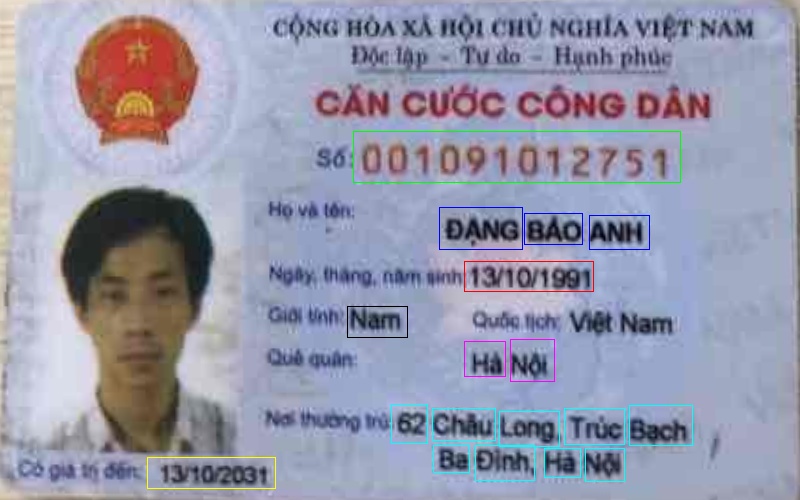 CỘNG HÒA XÃ HỘI CHỦ NGHĨA VIỆT NAM
Độc lập - Tự do - Hạnh phúc
CĂN CƯỚC CÔNG DÂN
Số: 001091012751
Họ và tên:
ĐẶNG BẢO ANH
Ngày, tháng, năm sinh: 13/10/1991
Giới tính: Nam Quốc tịch: Việt Nam
Quê quán:
Hà Nội
Nơi thường trú: 62 Châu Long, Trúc Bạch
Ba Đình, Hà Nội
Có giá trị đến: 13/10/2031